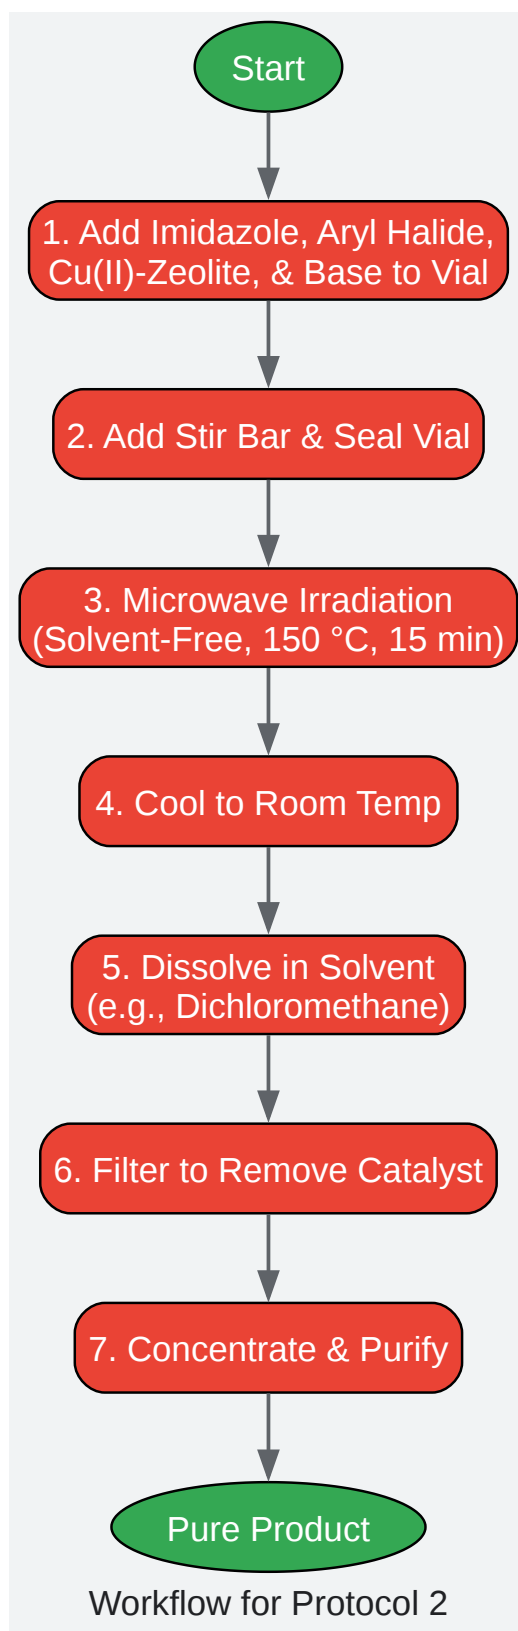 Start
1. Add Imidazole, Aryl Halide,
Cu(II)-Zeolite, & Base to Vial
2. Add Stir Bar & Seal Vial
3. Microwave Irradiation
(Solvent-Free, 150 °C, 15 min)
4. Cool to Room Temp
5. Dissolve in Solvent
(e.g., Dichloromethane)
6. Filter to Remove Catalyst
7. Concentrate & Purify
Pure Product
Workflow for Protocol 2